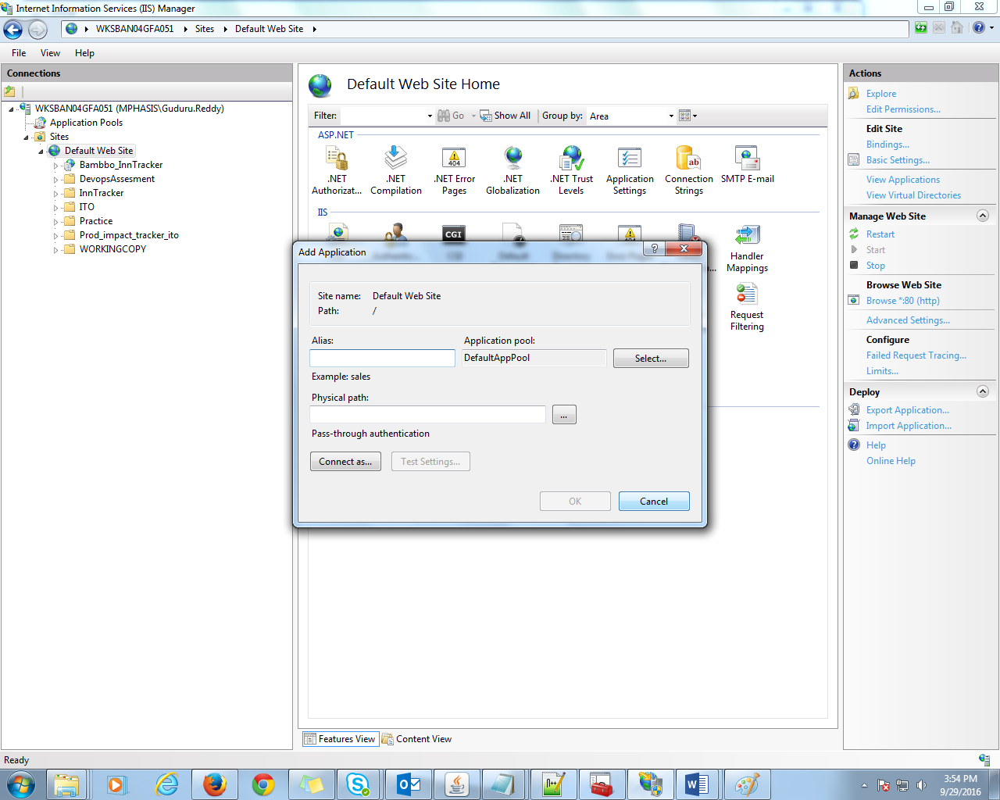 Internet Information Services (IIS) Manager
WKSBAN04GFA051 Sites Default Web Site
File View Help
Connections
WKSBAN04GFA051 (MPHASIS\Guduru.Reddy)
Application Pools
Sites
Default Web Site
Bambbo_InnTracker
DevopsAssesment
InnTracker
ITO
Practice
Prod_impact_tracker_ito
WORKINGCOPY
Default Web Site Home
Filter: Go Show All Group by: Area
ASP.NET
.NET Authorizat...
.NET Compilation
.NET Error Pages
.NET Globalization
.NET Trust Levels
Application Settings
Connection Strings
SMTP E-mail
IIS
CGI
Handler Mappings
Request Filtering
Add Application
Site name: Default Web Site
Path: /
Alias:
Application pool:
DefaultAppPool
Select...
Example: sales
Physical path:
...
Pass-through authentication
Connect as...
Test Settings...
OK
Cancel
Features View
Content View
Actions
Explore
Edit Permissions...
Edit Site
Bindings...
Basic Settings...
View Applications
View Virtual Directories
Manage Web Site
Restart
Start
Stop
Browse Web Site
Browse *:80 (http)
Advanced Settings...
Configure
Failed Request Tracing...
Limits...
Deploy
Export Application...
Import Application...
Help
Online Help
Ready
3:54 PM
9/29/2016